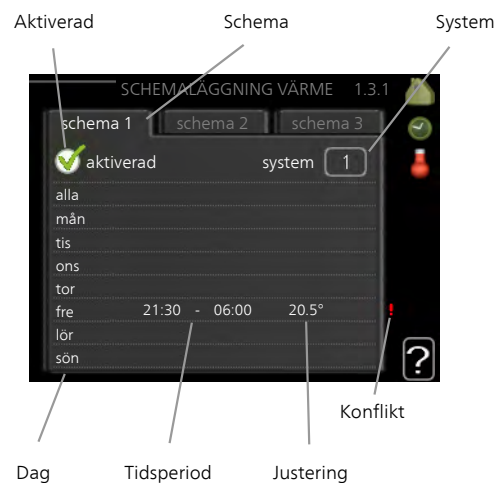 Aktiverad Schema System
SCHEMALÄGGNING VÄRME 1.3.1
schema 1 schema 2 schema 3
aktiverad system 1
alla
mån
tis
ons
tor
fre 21:30 - 06:00 20.5° !
lör
sön
?
Konflikt
Dag Tidsperiod Justering